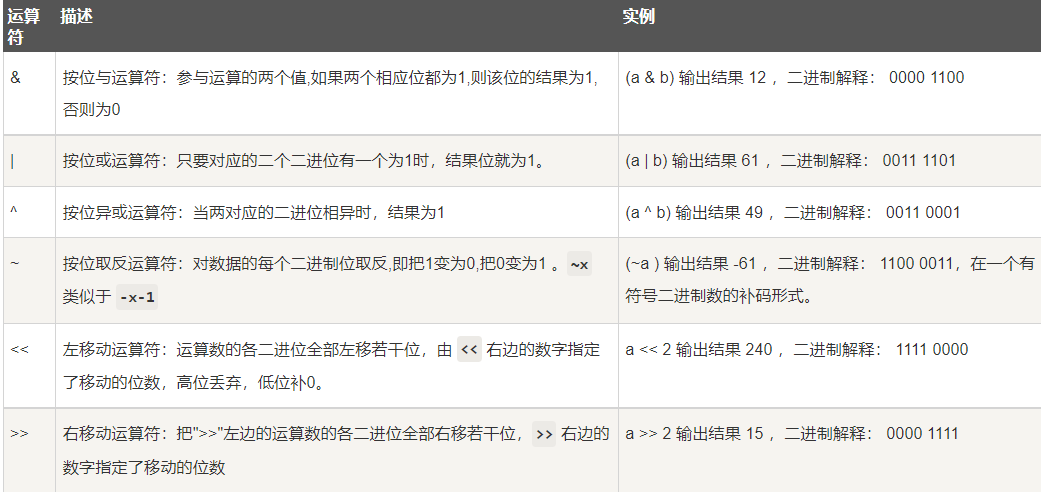 运算符 描述 实例
& 按位与运算符：参与运算的两个值,如果两个相应位都为1,则该位的结果为1,否则为0 (a & b) 输出结果 12 ，二进制解释： 0000 1100
| 按位或运算符：只要对应的二个二进位有一个为1时，结果位就为1。 (a | b) 输出结果 61 ，二进制解释： 0011 1101
^ 按位异或运算符：当两对应的二进位相异时，结果为1 (a ^ b) 输出结果 49 ，二进制解释： 0011 0001
~ 按位取反运算符：对数据的每个二进制位取反,即把1变为0,把0变为1 。~x 类似于 -x-1 (~a ) 输出结果 -61 ，二进制解释： 1100 0011，在一个有符号二进制数的补码形式。
<< 左移动运算符：运算数的各二进位全部左移若干位，由 << 右边的数字指定了移动的位数，高位丢弃，低位补0。 a << 2 输出结果 240 ，二进制解释： 1111 0000
>> 右移动运算符：把">>"左边的运算数的各二进位全部右移若干位，>> 右边的数字指定了移动的位数 a >> 2 输出结果 15 ，二进制解释： 0000 1111